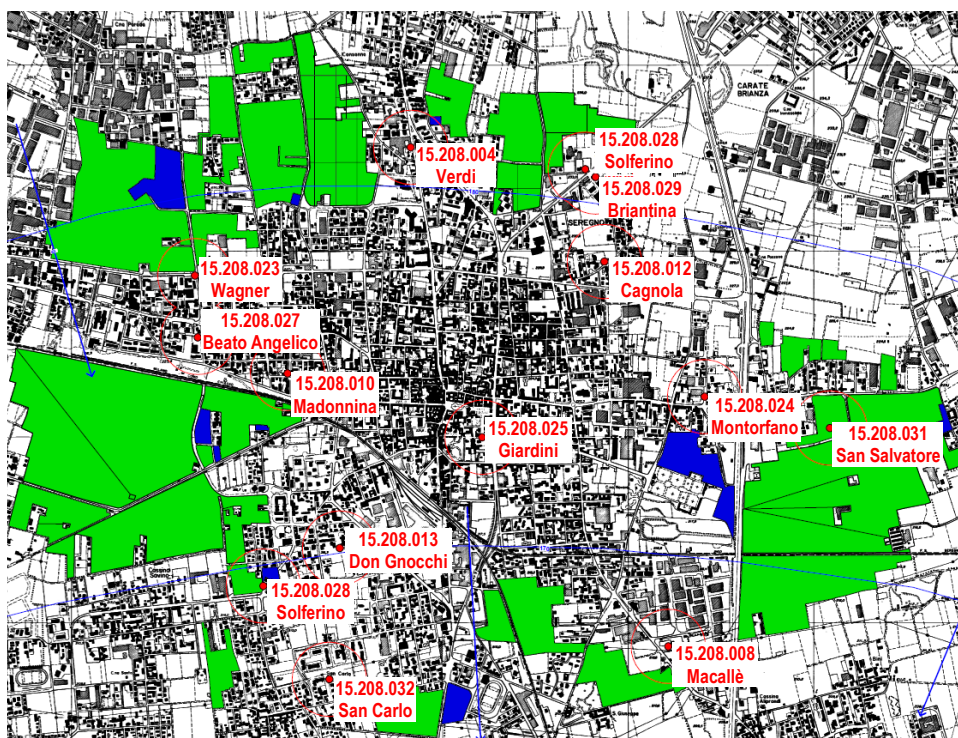 CARATE
BRIANZA
15.208.004
Verdi
15.208.028
Solferino
15.208.029
Briantina
SEREGNO
15.208.012
Cagnola
15.208.023
Wagner
15.208.027
Beato Angelico
15.208.010
Madonnina
15.208.024
Montorfano
15.208.025
Giardini
15.208.031
San Salvatore
15.208.013
Don Gnocchi
15.208.028
Solferino
15.208.008
Macallè
15.208.032
San Carlo